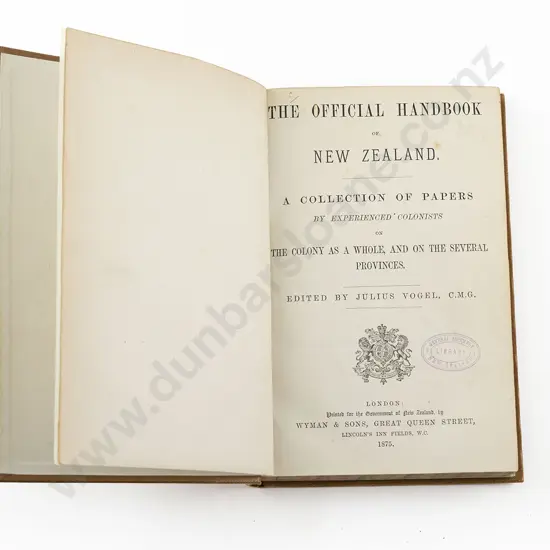 THE OFFICIAL HANDBOOK
OF
NEW ZEALAND.
A COLLECTION OF PAPERS
BY EXPERIENCED COLONISTS
ON
THE COLONY AS A WHOLE, AND ON THE SEVERAL
PROVINCES.
EDITED BY JULIUS VOGEL, C.M.G.
LONDON:
Printed for the Government of New Zealand, by
WYMAN & SONS, GREAT QUEEN STREET,
LINCOLN'S INN FIELDS, W.C.
1875.
www.dunbarsloane.co.nz